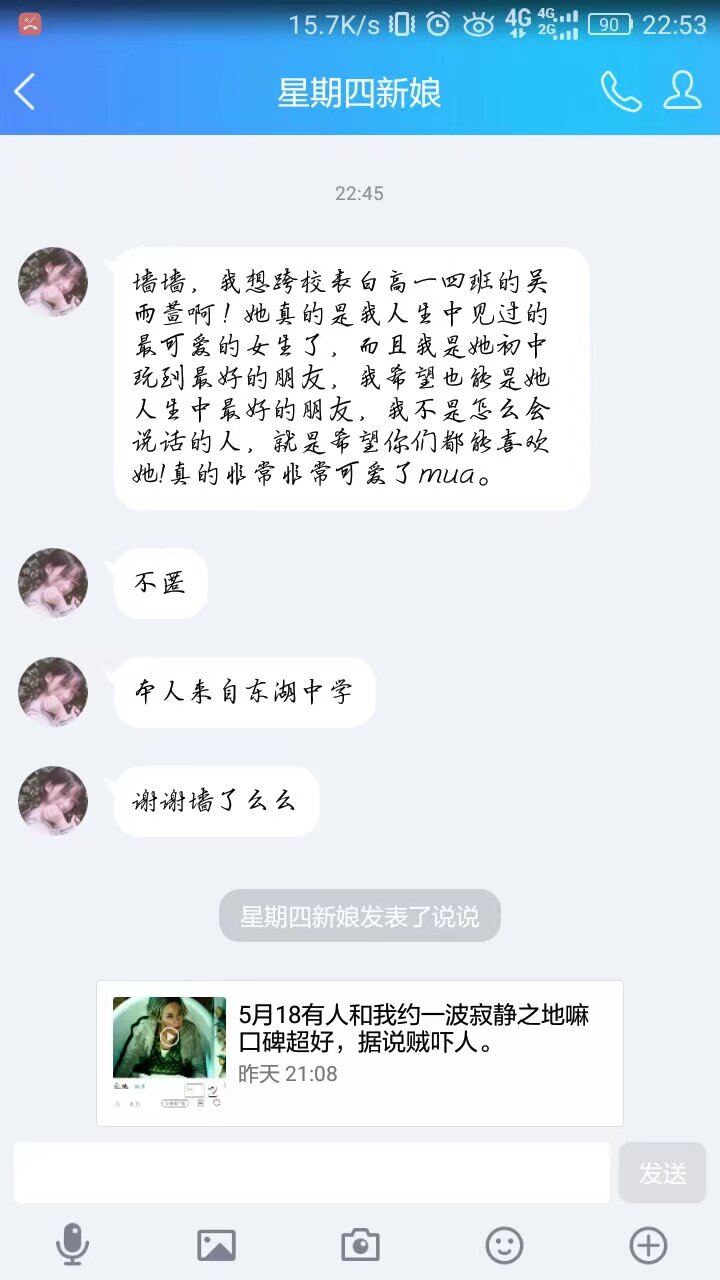 15.7K/s 4G 4G 2G 90 22:53
星期四新娘
22:45
墙墙，我想跨校表白高一四班的吴
雨萱啊！她真的是我人生中见过的
最可爱的女生了，而且我是她初中
玩到最好的朋友，我希望也能是她
人生中最好的朋友，我不是怎么会
说话的人，就是希望你们都能喜欢
她!真的非常非常可爱了mua。
不匿
本人来自东湖中学
谢谢墙了么么
星期四新娘发表了说说
5月18有人和我约一波寂静之地嘛
口碑超好，据说贼吓人。
昨天 21:08
发送